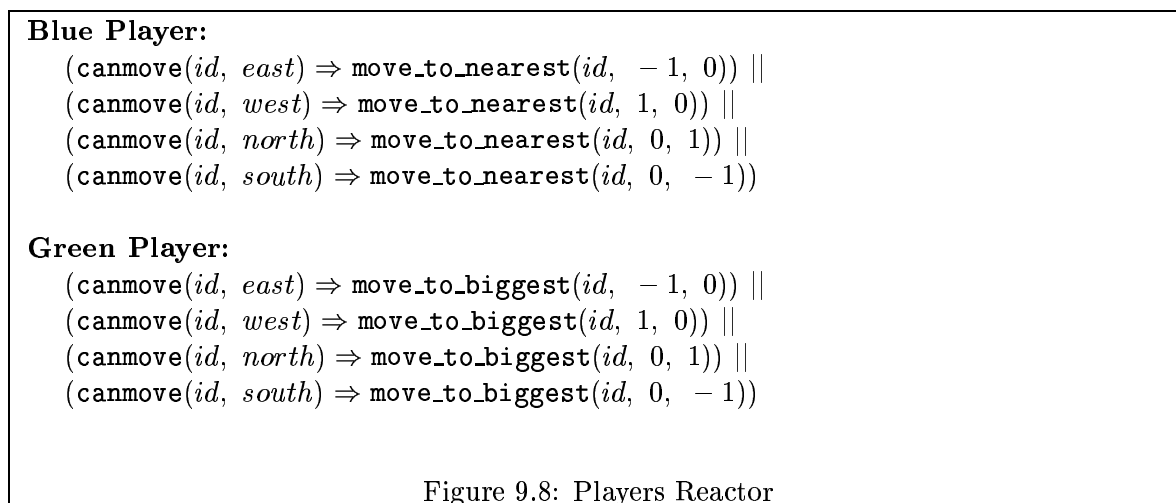 Blue Player:
(canmove(id, east) ⇒ move_to_nearest(id, −1, 0)) ||
(canmove(id, west) ⇒ move_to_nearest(id, 1, 0)) ||
(canmove(id, north) ⇒ move_to_nearest(id, 0, 1)) ||
(canmove(id, south) ⇒ move_to_nearest(id, 0, −1))
Green Player:
(canmove(id, east) ⇒ move_to_biggest(id, −1, 0)) ||
(canmove(id, west) ⇒ move_to_biggest(id, 1, 0)) ||
(canmove(id, north) ⇒ move_to_biggest(id, 0, 1)) ||
(canmove(id, south) ⇒ move_to_biggest(id, 0, −1))
Figure 9.8: Players Reactor